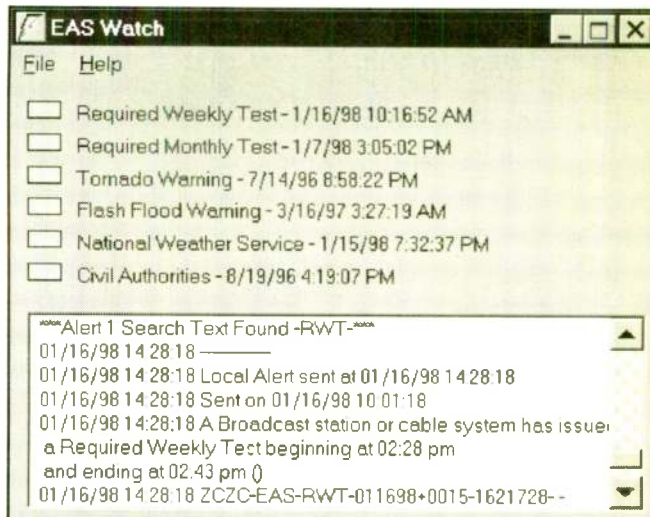 EAS Watch
File Help
Required Weekly Test - 1/16/98 10:16:52 AM
Required Monthly Test - 1/7/98 3:05:02 PM
Tornado Warning - 7/14/96 8:58:22 PM
Flash Flood Warning - 3/16/97 3:27:19 AM
National Weather Service - 1/15/98 7:32:37 PM
Civil Authorities - 8/19/96 4:19:07 PM
****Alert 1 Search Text Found -RWT-****
01/16/98 14:28:18 ----------
01/16/98 14:28:18 Local Alert sent at 01/16/98 14:28:18
01/16/98 14:28:18 Sent on 01/16/98 10:01:18
01/16/98 14:28:18 A Broadcast station or cable system has issue
a Required Weekly Test beginning at 02:28 pm
and ending at 02:43 pm ()
01/16/98 14:28:18 ZCZC-EAS-RWT-011698+0015-1621728- -